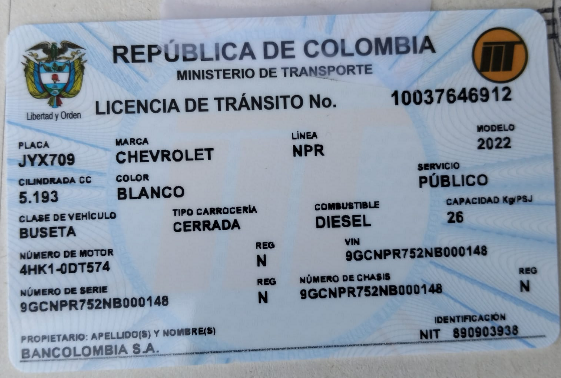 REPÚBLICA DE COLOMBIA
MINISTERIO DE TRANSPORTE
Libertad y Orden
LICENCIA DE TRÁNSITO No. 10037646912
PLACA MARCA LÍNEA MODELO
JYX709 CHEVROLET NPR 2022
CILINDRADA CC COLOR SERVICIO
5.193 BLANCO PÚBLICO
CLASE DE VEHÍCULO TIPO CARROCERÍA COMBUSTIBLE CAPACIDAD Kg/PSJ
BUSETA CERRADA DIESEL 26
NÚMERO DE MOTOR REG VIN
4HK1-0DT574 N 9GCNPR752NB000148
NÚMERO DE SERIE REG NÚMERO DE CHASIS REG
9GCNPR752NB000148 N 9GCNPR752NB000148 N
PROPIETARIO: APELLIDO(S) Y NOMBRE(S) IDENTIFICACIÓN
BANCOLOMBIA S.A. NIT 890903938